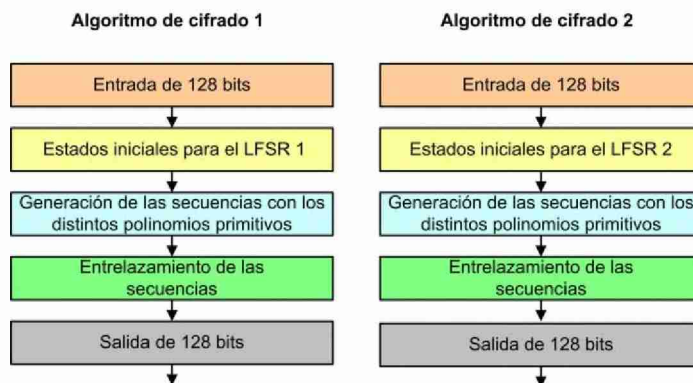 Algoritmo de cifrado 1
Entrada de 128 bits
Estados iniciales para el LFSR 1
Generación de las secuencias con los
distintos polinomios primitivos
Entrelazamiento de las
secuencias
Salida de 128 bits
Algoritmo de cifrado 2
Entrada de 128 bits
Estados iniciales para el LFSR 2
Generación de las secuencias con los
distintos polinomios primitivos
Entrelazamiento de las
secuencias
Salida de 128 bits